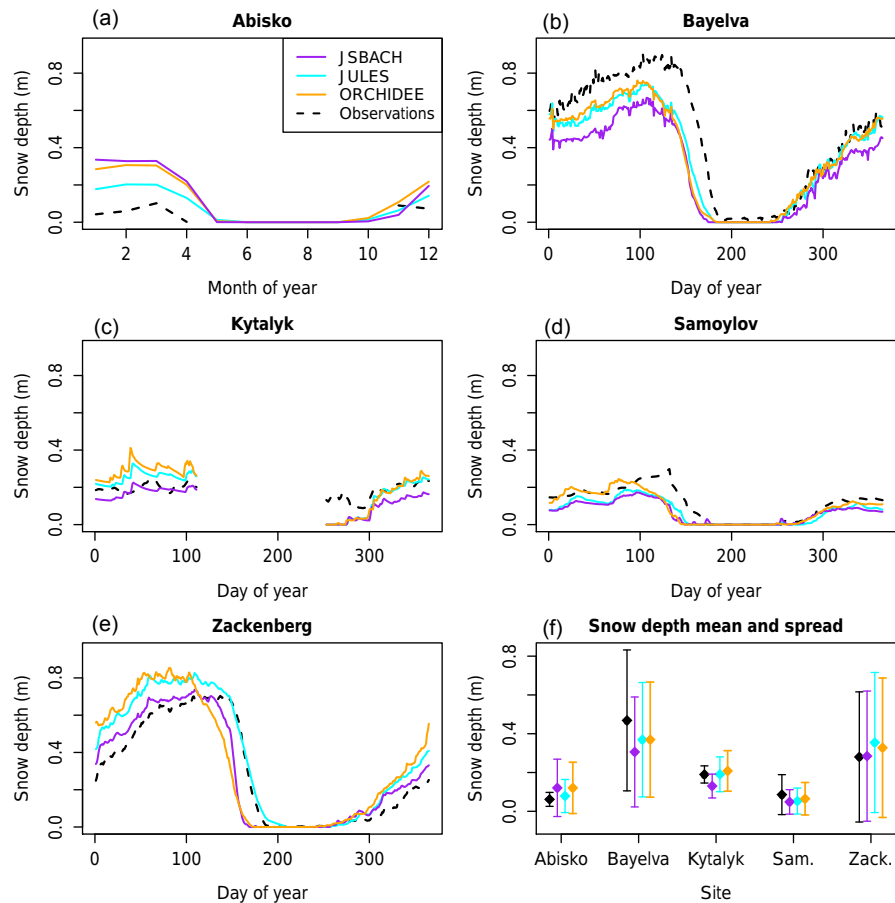 (a)
Abisko
Snow depth (m)
0.0
0.4
0.8
JSBACH
JULES
ORCHIDEE
Observations
2
4
6
8
10
12
Month of year
(b)
Bayelva
Snow depth (m)
0.0
0.4
0.8
0
100
200
300
Day of year
(c)
Kytalyk
Snow depth (m)
0.0
0.4
0.8
0
100
200
300
Day of year
(d)
Samoylov
Snow depth (m)
0.0
0.4
0.8
0
100
200
300
Day of year
(e)
Zackenberg
Snow depth (m)
0.0
0.4
0.8
0
100
200
300
Day of year
(f)
Snow depth mean and spread
Snow depth (m)
0.0
0.4
0.8
Abisko
Bayelva
Kytalyk
Sam.
Zack.
Site